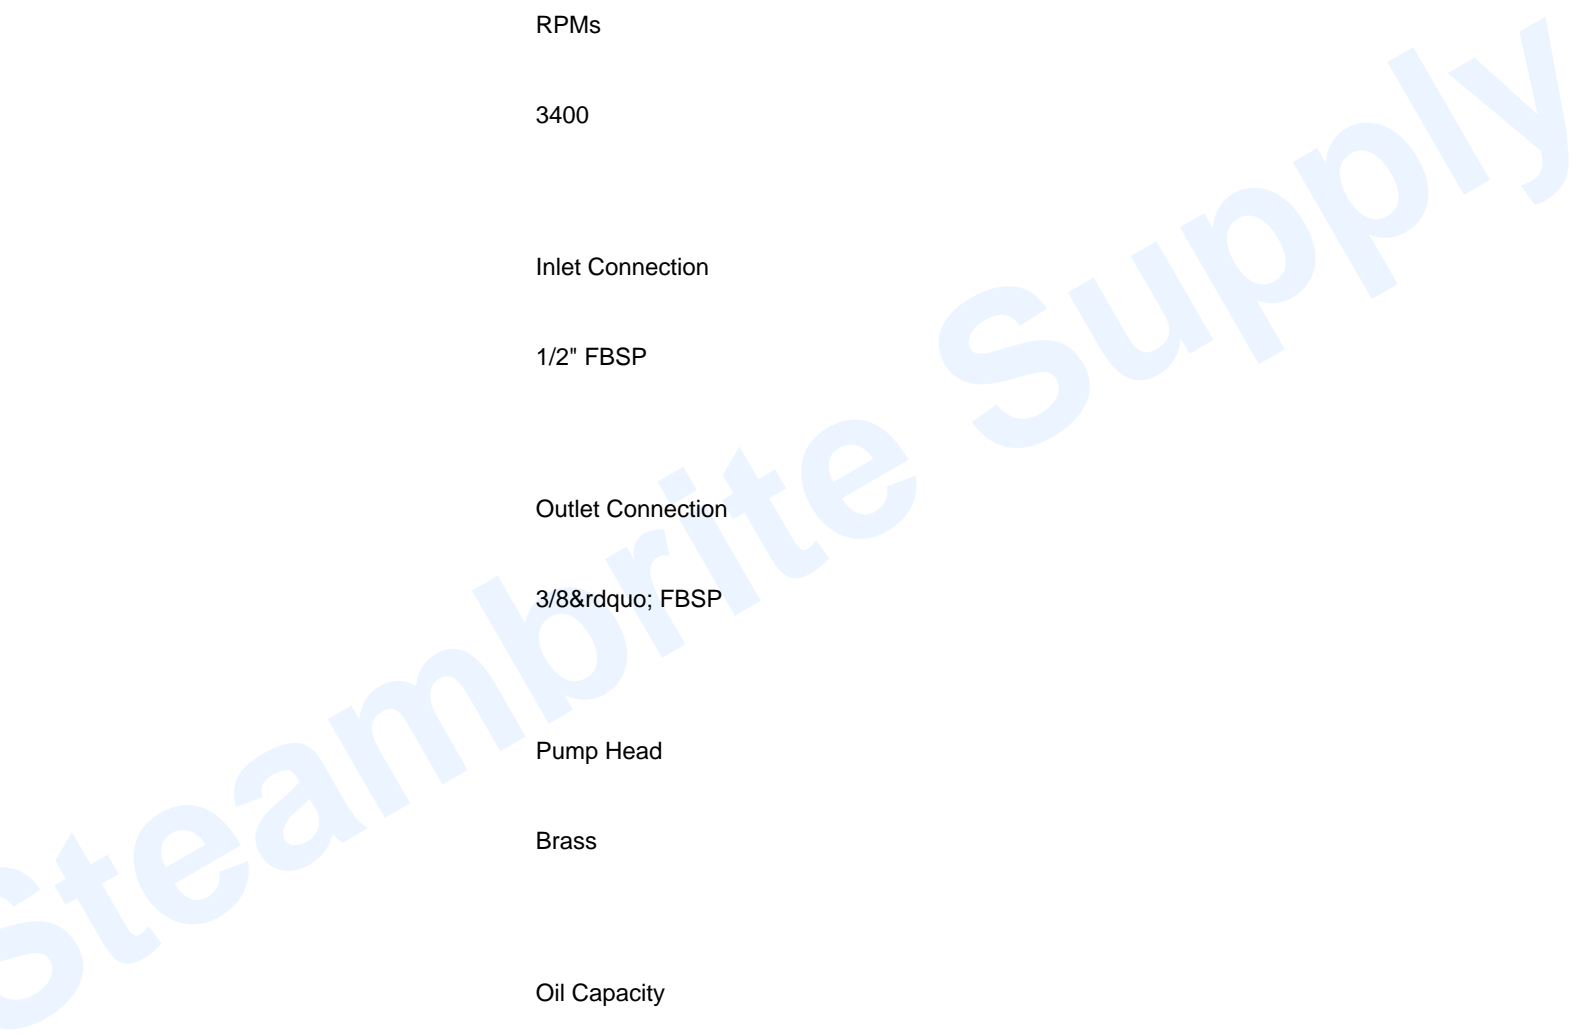 RPMs
3400
Inlet Connection
1/2" FBSP
Outlet Connection
3/8&rdquo; FBSP
Pump Head
Brass
Oil Capacity
Steambrite Supply